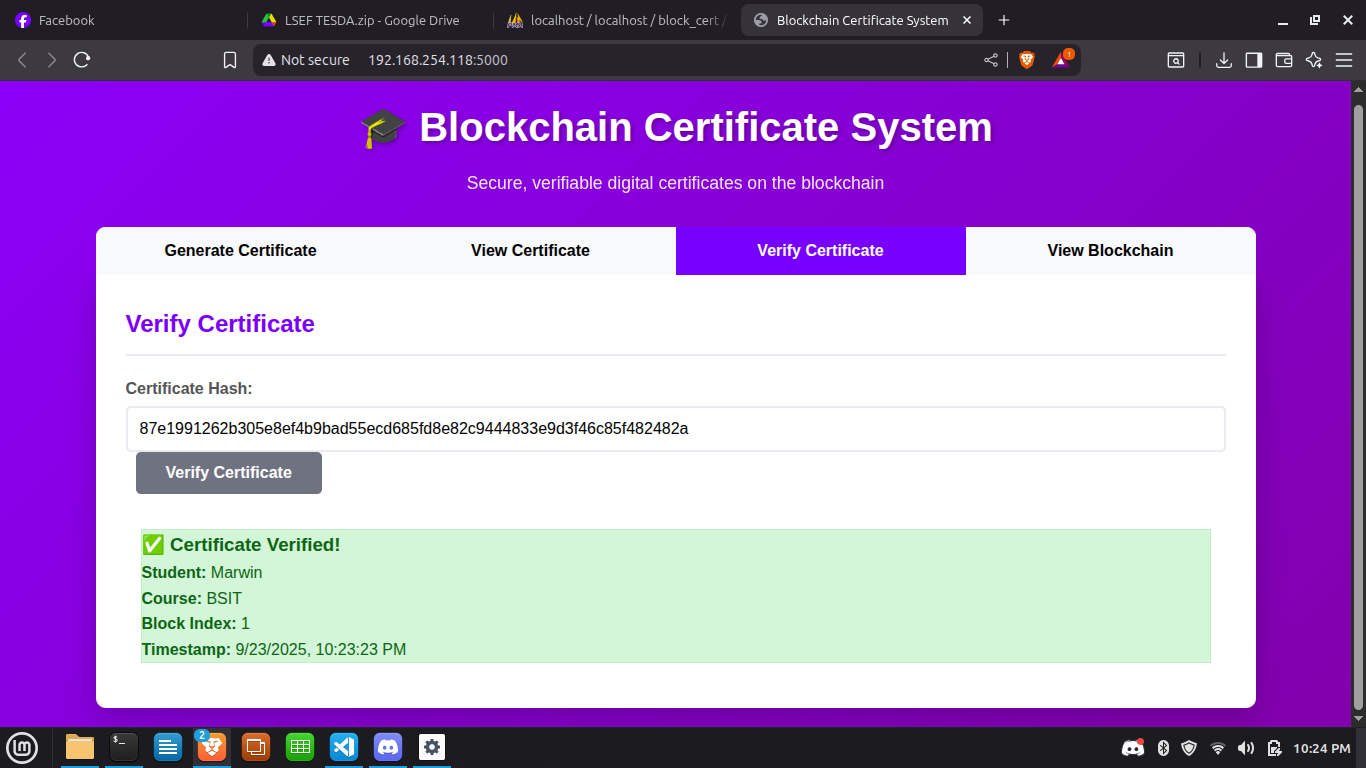 Facebook
LSEF TESDA.zip - Google Drive
localhost / localhost / block_cert /
Blockchain Certificate System
Not secure 192.168.254.118:5000
1
Blockchain Certificate System
Secure, verifiable digital certificates on the blockchain
Generate Certificate
View Certificate
Verify Certificate
View Blockchain
Verify Certificate
Certificate Hash:
87e1991262b305e8ef4b9bad55ecd685fd8e82c9444833e9d3f46c85f482482a
Verify Certificate
✅ Certificate Verified!
Student: Marwin
Course: BSIT
Block Index: 1
Timestamp: 9/23/2025, 10:23:23 PM
2
10:24 PM